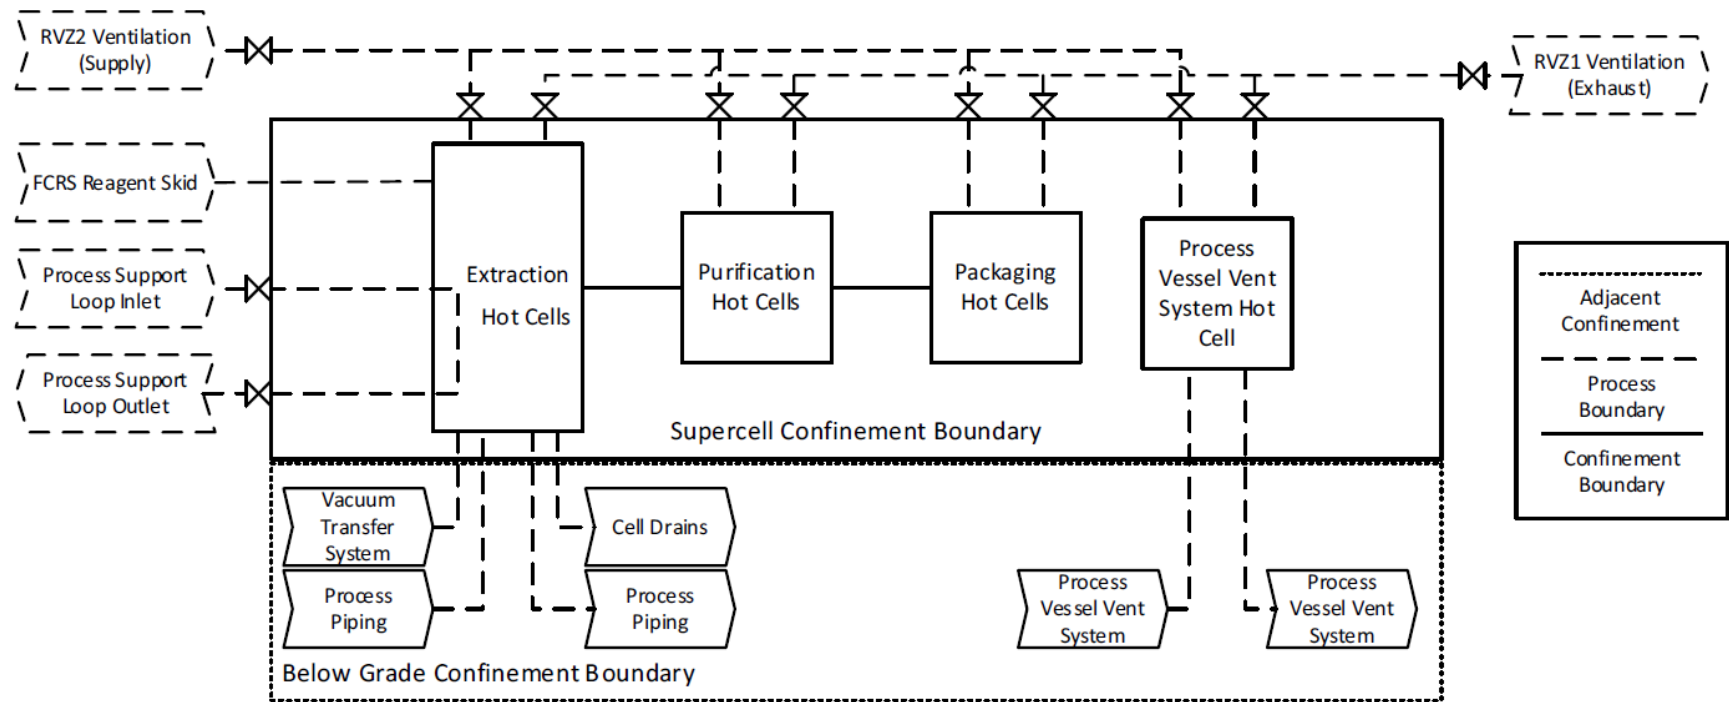 RVZ2 Ventilation
(Supply)
RVZ1 Ventilation
(Exhaust)
FCRS Reagent Skid
Process Support
Loop Inlet
Process Support
Loop Outlet
Extraction
Hot Cells
Purification
Hot Cells
Packaging
Hot Cells
Process
Vessel Vent
System Hot
Cell
Supercell Confinement Boundary
Adjacent
Confinement
Process
Boundary
Confinement
Boundary
Vacuum
Transfer
System
Cell Drains
Process
Piping
Process
Piping
Process
Vessel Vent
System
Process
Vessel Vent
System
Below Grade Confinement Boundary